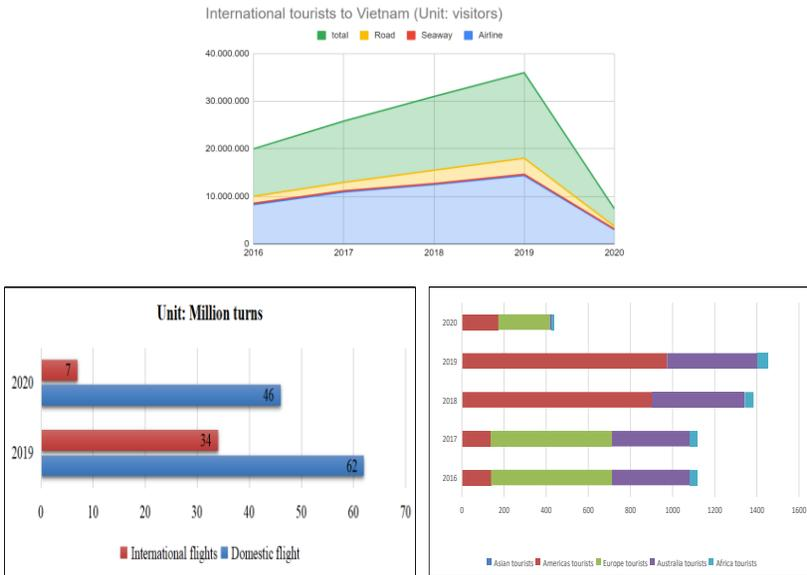 International tourists to Vietnam (Unit: visitors)
total Road Seaway Airline
40.000.000
30.000.000
20.000.000
10.000.000
0
2016 2017 2018 2019 2020
Unit: Million turns
2020
7
46
2019
34
62
0 10 20 30 40 50 60 70
International flights Domestic flight
2020
2019
2018
2017
2016
0 200 400 600 800 1000 1200 1400 1600
Asian tourists Americas tourists Europe tourists Australia tourists Africa tourists